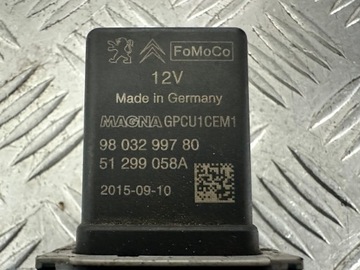 FoMoCo
12V
Made in Germany
MAGNA GPCU1CEM1
98 032 997 80
51 299 058A
2015-09-10